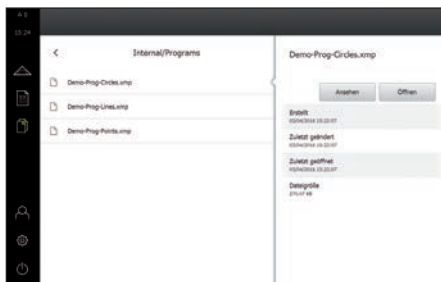 15:24
Internal/Programs
Demo-Prog-Circles.xmp
Demo-Prog-Lines.xmp
Demo-Prog-Points.xmp
Demo-Prog-Circles.xmp
Ansehen
Öffnen
Erstellt
Zuletzt geändert
Zuletzt geöffnet
Dateigröße